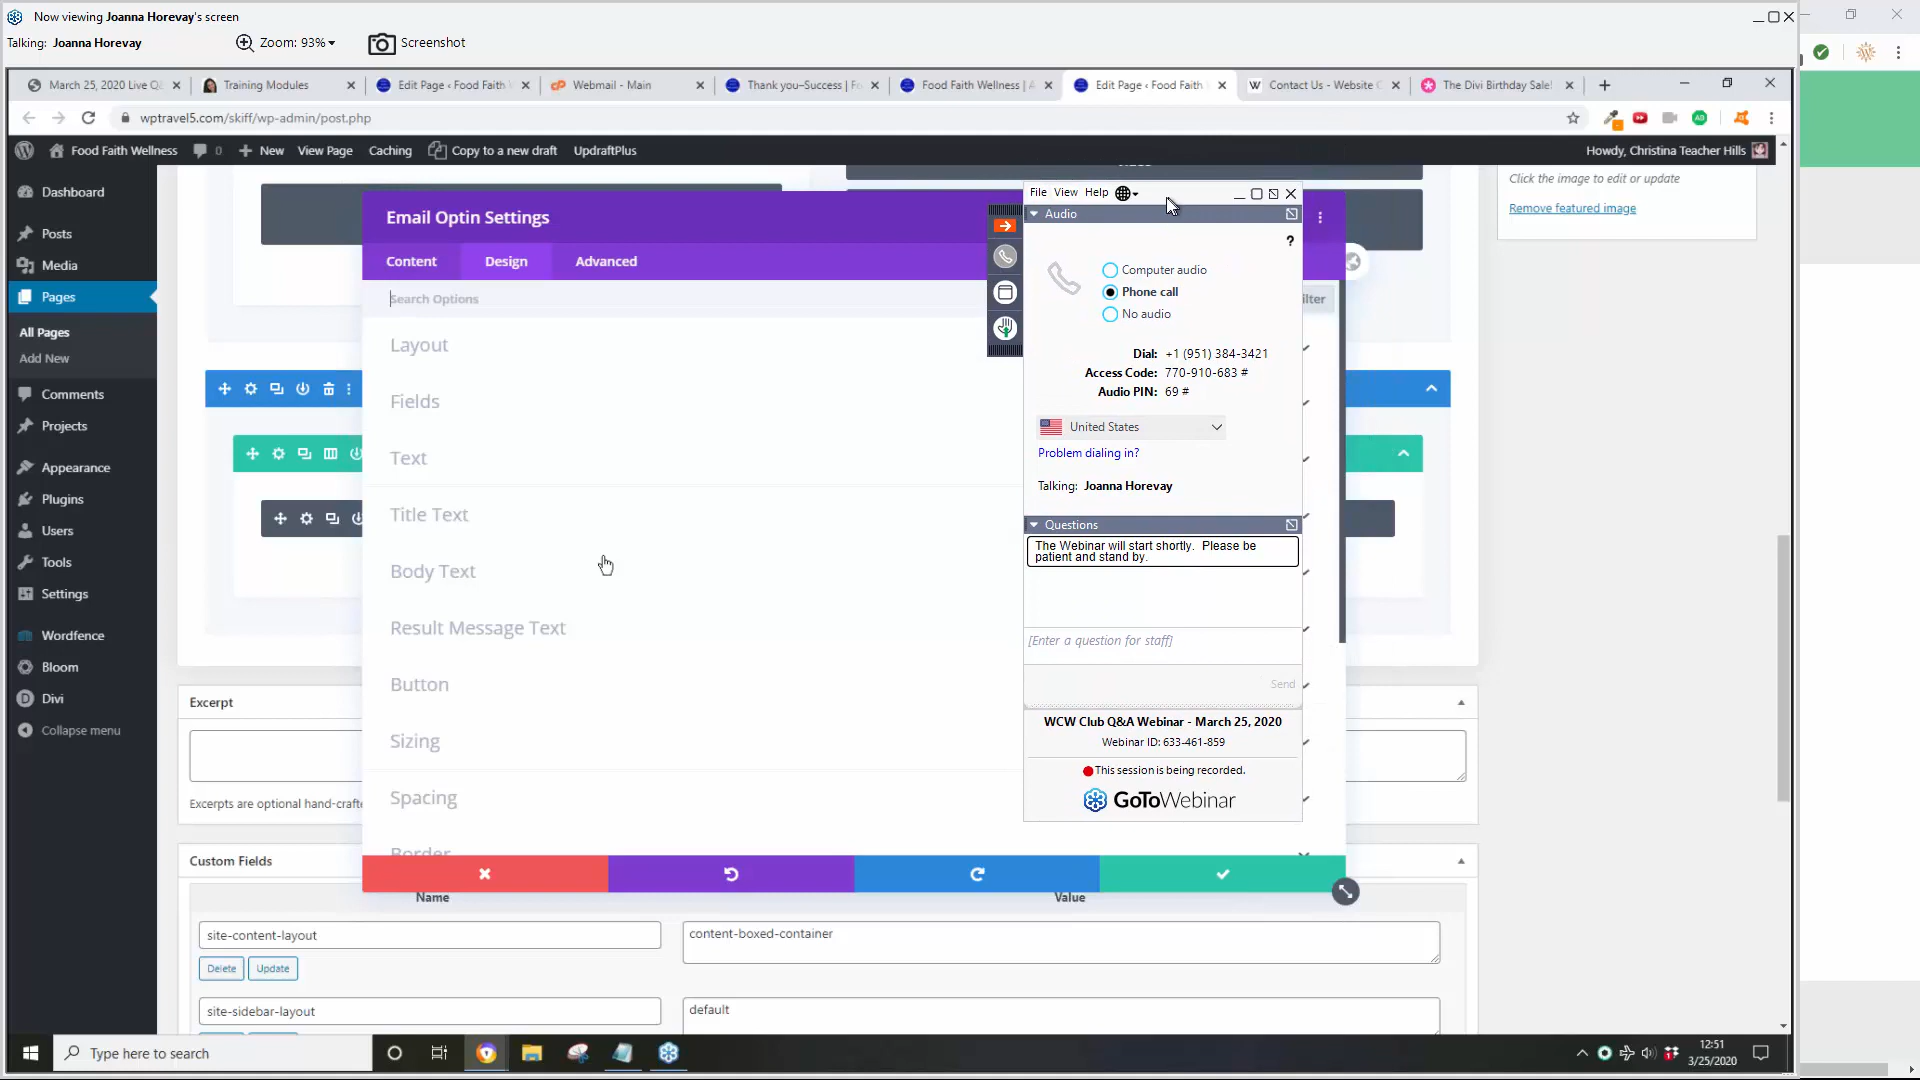 Now viewing Joanna Horevay's screen
Talking: Joanna Horevay
Zoom: 93%
Screenshot
March 25, 2020 Live Q&
Training Modules
Edit Page ‹ Food Faith W
Webmail - Main
Thank you–Success | Fo
Food Faith Wellness | A
Edit Page ‹ Food Faith
Contact Us - Website C
The Divi Birthday Sale!
wptravel5.com/skiff/wp-admin/post.php
Food Faith Wellness
0
New
View Page
Caching
Copy to a new draft
UpdraftPlus
Howdy, Christina Teacher Hills
Dashboard
Posts
Media
Pages
All Pages
Add New
Comments
Projects
Appearance
Plugins
Users
Tools
Settings
Wordfence
Bloom
Divi
Collapse menu
Click the image to edit or update
Remove featured image
Email Optin Settings
Content
Design
Advanced
Search Options
ilter
Layout
Fields
Text
Title Text
Body Text
Result Message Text
Button
Sizing
Spacing
Border
File View Help
Audio
?
Computer audio
Phone call
No audio
Dial: +1 (951) 384-3421
Access Code: 770-910-683 #
Audio PIN: 69 #
United States
Problem dialing in?
Talking: Joanna Horevay
Questions
The Webinar will start shortly. Please be
patient and stand by.
[Enter a question for staff]
Send
WCW Club Q&A Webinar - March 25, 2020
Webinar ID: 633-461-859
This session is being recorded.
GoToWebinar
Excerpt
Excerpts are optional hand-crafte
Custom Fields
Name
Value
site-content-layout
content-boxed-container
Delete
Update
site-sidebar-layout
default
Type here to search
12:51
3/25/2020